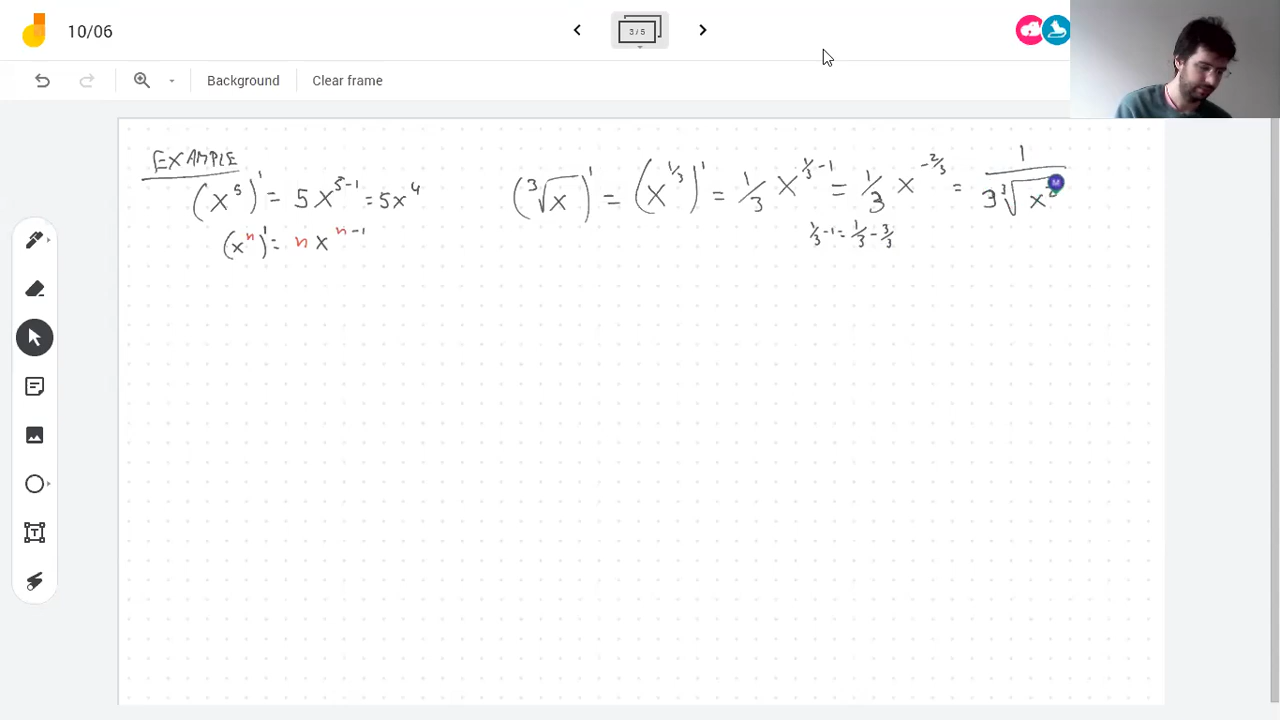 10/06
3 / 5
Background
Clear frame
EXAMPLE
(x⁵)' = 5x⁵⁻¹ = 5x⁴
(∛x)' = (x^{1/3})' = 1/3 x^{1/3-1} = 1/3 x^{-2/3} = 1/(3∛x²)
(xⁿ)' = nxⁿ⁻¹
1/3-1 = 1/3 - 3/3
M